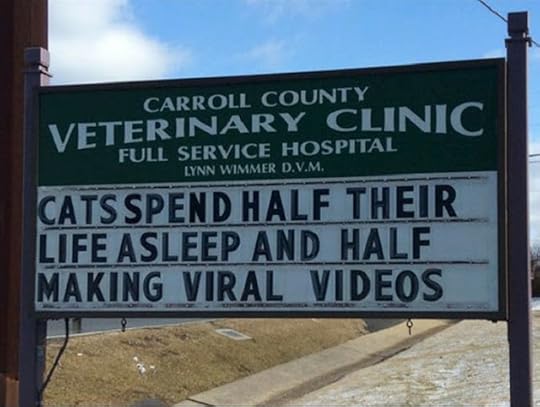 CARROLL COUNTY
VETERINARY CLINIC
FULL SERVICE HOSPITAL
LYNN WIMMER D.V.M.
CATS SPEND HALF THEIR
LIFE ASLEEP AND HALF
MAKING VIRAL VIDEOS